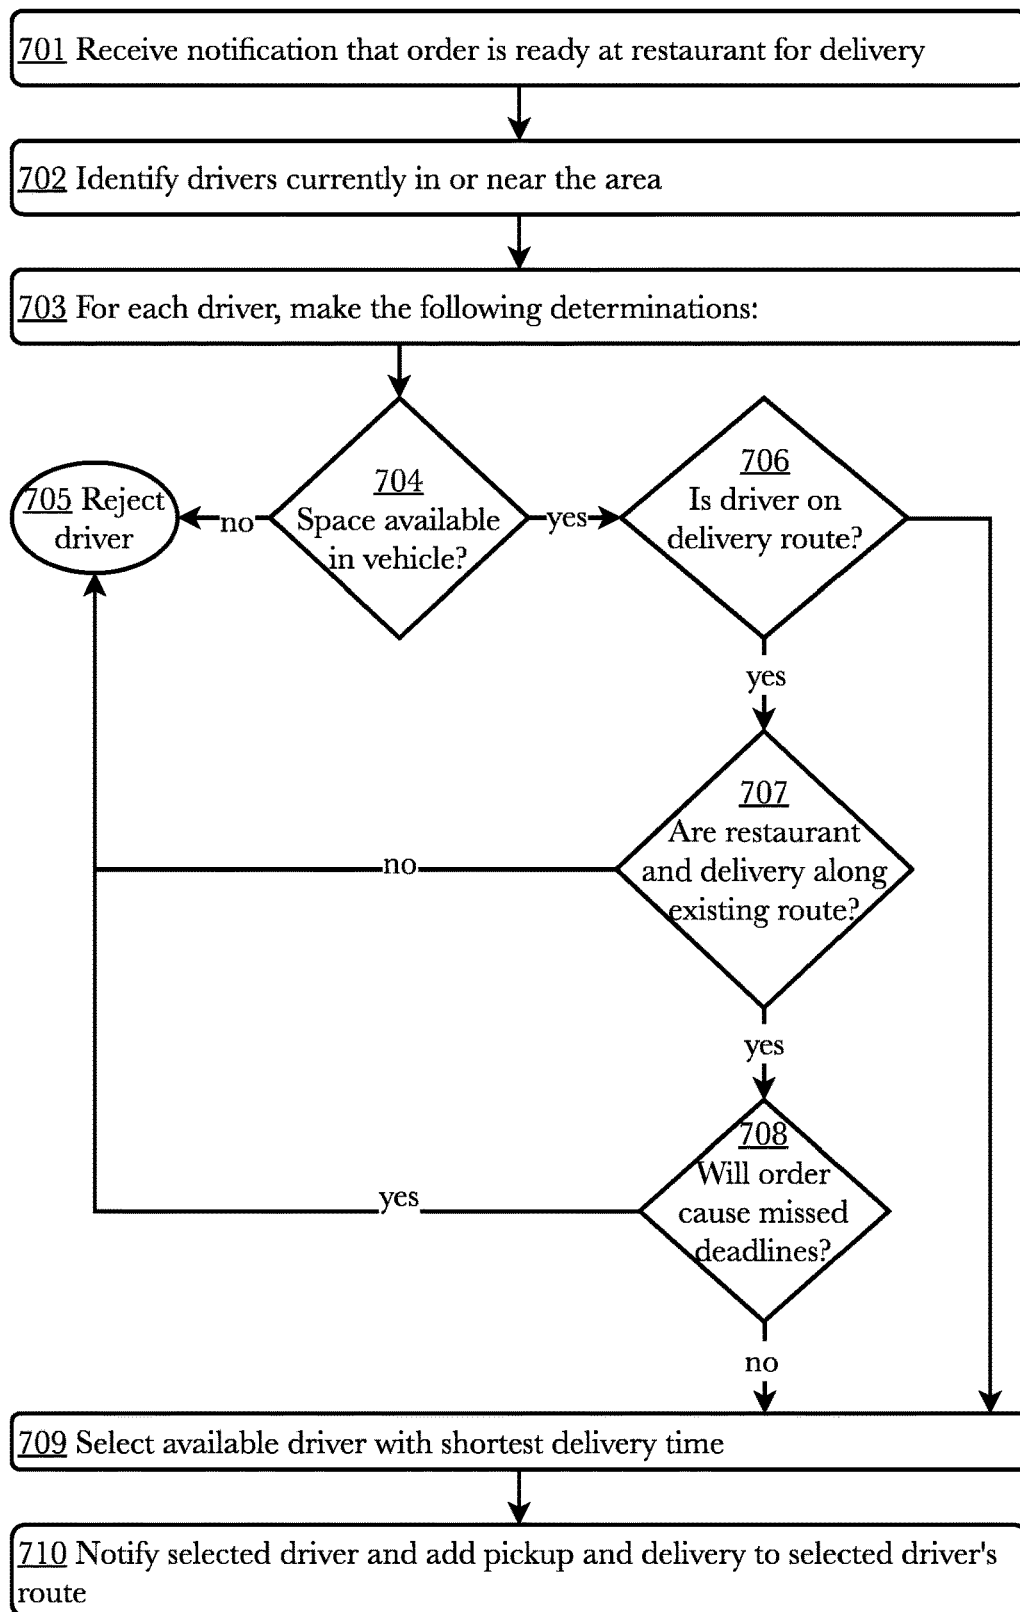 701 Receive notification that order is ready at restaurant for delivery
702 Identify drivers currently in or near the area
703 For each driver, make the following determinations:
704
Space available
in vehicle?
no
705 Reject
driver
yes
706
Is driver on
delivery route?
yes
707
Are restaurant
and delivery along
existing route?
no
yes
708
Will order
cause missed
deadlines?
yes
no
709 Select available driver with shortest delivery time
710 Notify selected driver and add pickup and delivery to selected driver's
route